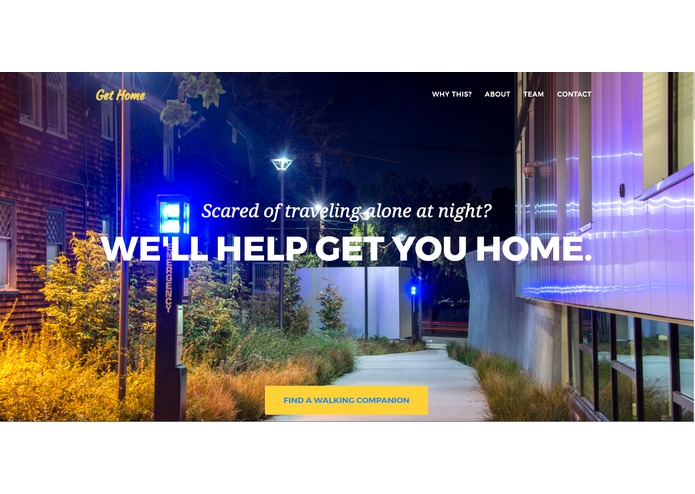 Get Home
WHY THIS? ABOUT TEAM CONTACT
Scared of traveling alone at night?
WE'LL HELP GET YOU HOME.
EMERGENCY
FIND A WALKING COMPANION